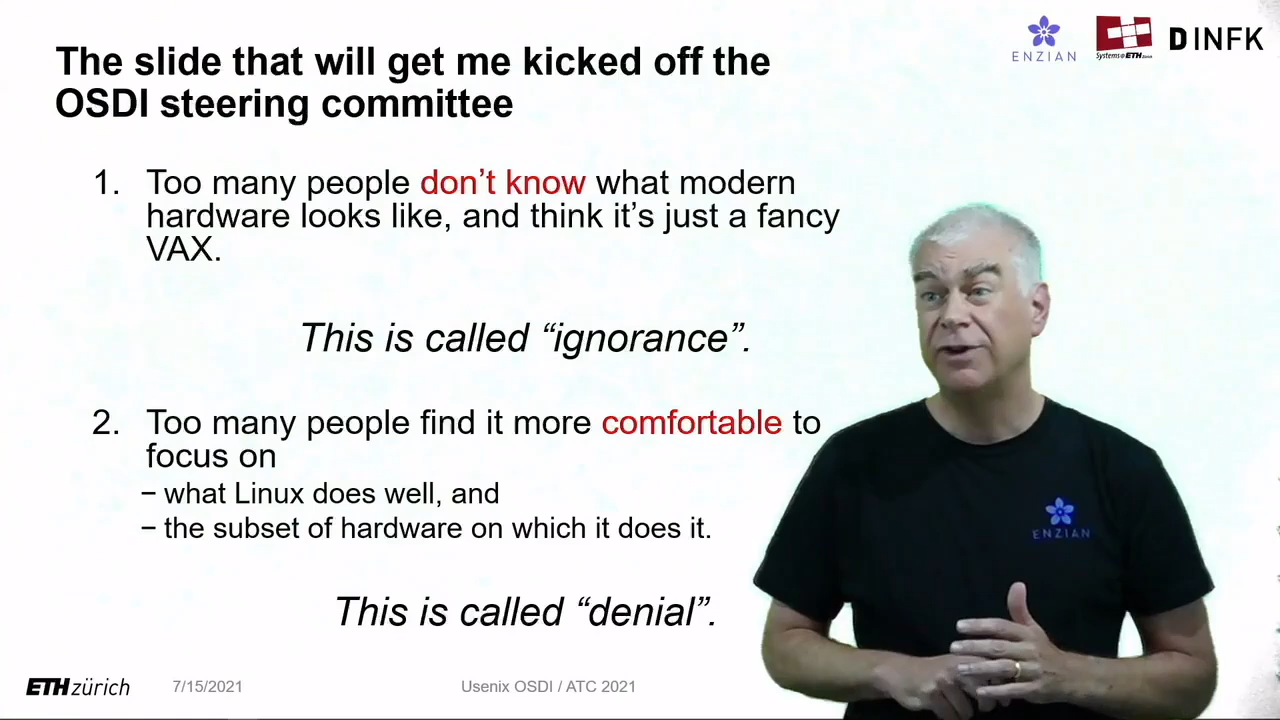 The slide that will get me kicked off the
OSDI steering committee
ENZIAN
Systems@ETH Zürich
DINFK
1. Too many people don't know what modern
hardware looks like, and think it's just a fancy
VAX.
This is called “ignorance”.
2. Too many people find it more comfortable to
focus on
– what Linux does well, and
– the subset of hardware on which it does it.
This is called “denial”.
ENZIAN
ETH zürich
7/15/2021
Usenix OSDI / ATC 2021